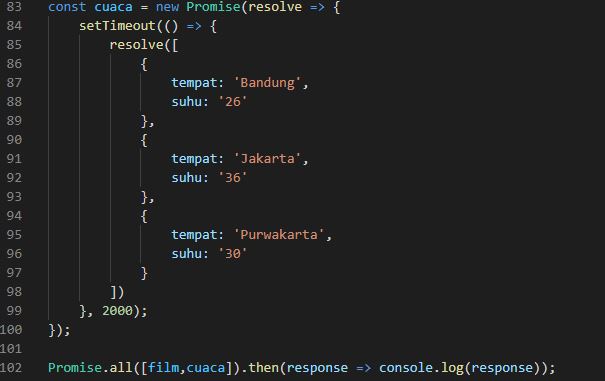 83 const cuaca = new Promise(resolve => {
84     setTimeout(() => {
85         resolve([
86             {
87                 tempat: 'Bandung',
88                 suhu: '26'
89             },
90             {
91                 tempat: 'Jakarta',
92                 suhu: '36'
93             },
94             {
95                 tempat: 'Purwakarta',
96                 suhu: '30'
97             }
98         ])
99     }, 2000);
100 });
101
102 Promise.all([film,cuaca]).then(response => console.log(response));